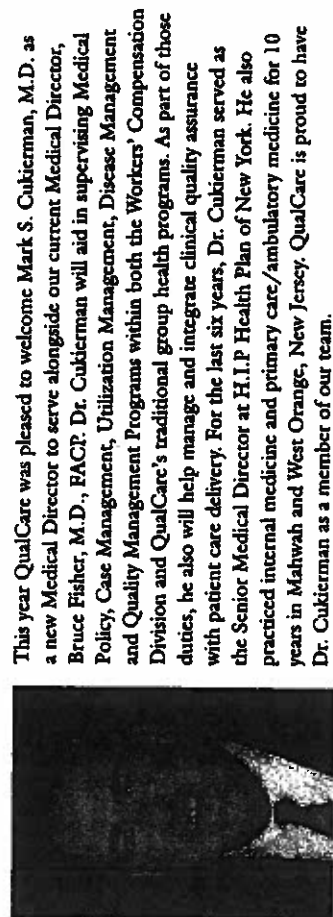 This year QualCare was pleased to welcome Mark S. Cukierman, M.D. as
a new Medical Director to serve alongside our current Medical Director,
Bruce Fisher, M.D., FACP. Dr. Cukierman will aid in supervising Medical
Policy, Case Management, Utilization Management, Disease Management
and Quality Management Programs within both the Workers' Compensation
Division and QualCare's traditional group health programs. As part of those
duties, he also will help manage and integrate clinical quality assurance
with patient care delivery. For the last six years, Dr. Cukierman served as
the Senior Medical Director at H.I.P Health Plan of New York. He also
practiced internal medicine and primary care/ambulatory medicine for 10
years in Mahwah and West Orange, New Jersey. QualCare is proud to have
Dr. Cukierman as a member of our team.